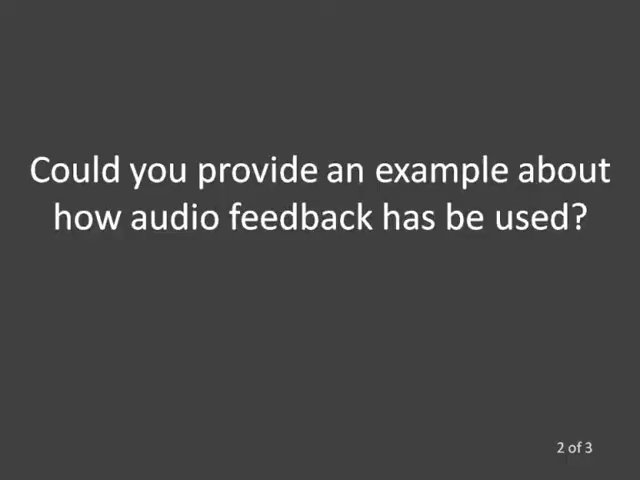 Could you provide an example about
how audio feedback has be used?
2 of 3